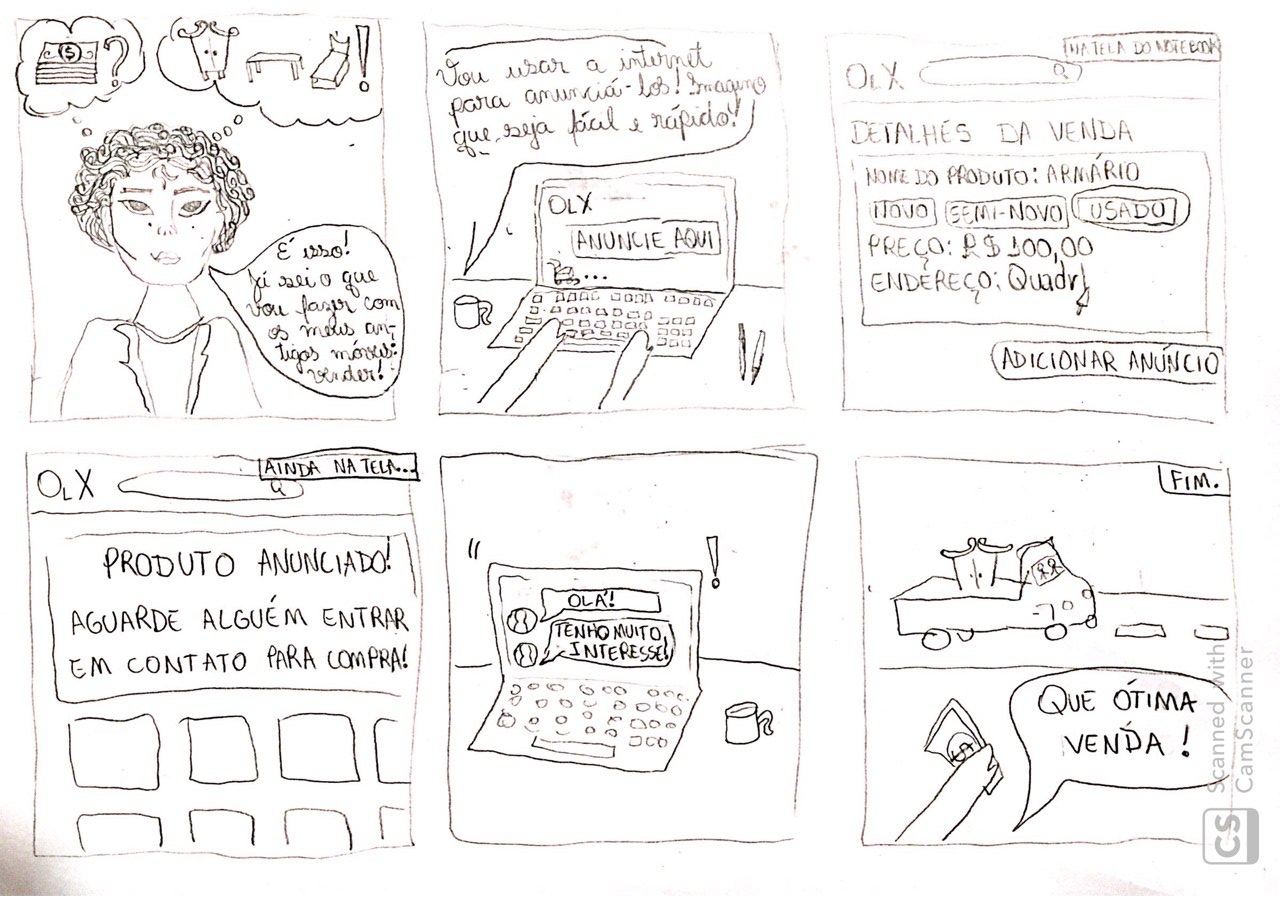 É isso!
Já sei o que
vou fazer com
os meus an-
tigos móveis:
vender!
Vou usar a internet
para anunciá-los! Imagino
que seja fácil e rápido!
OLX
ANUNCIE AQUI
...
NA TELA DO NOTEBOOK
OLX
DETALHES DA VENDA
NOME DO PRODUTO: ARMÁRIO
NOVO SEMI-NOVO USADO
PREÇO: R$ 100,00
ENDEREÇO: Quadr
ADICIONAR ANÚNCIO
AINDA NA TELA...
OLX
PRODUTO ANUNCIADO!
AGUARDE ALGUÉM ENTRAR
EM CONTATO PARA COMPRA!
!
OLÁ!
TENHO MUITO
INTERESSE!
FIM.
QUE ÓTIMA
VENDA!
CS
Scanned with
CamScanner